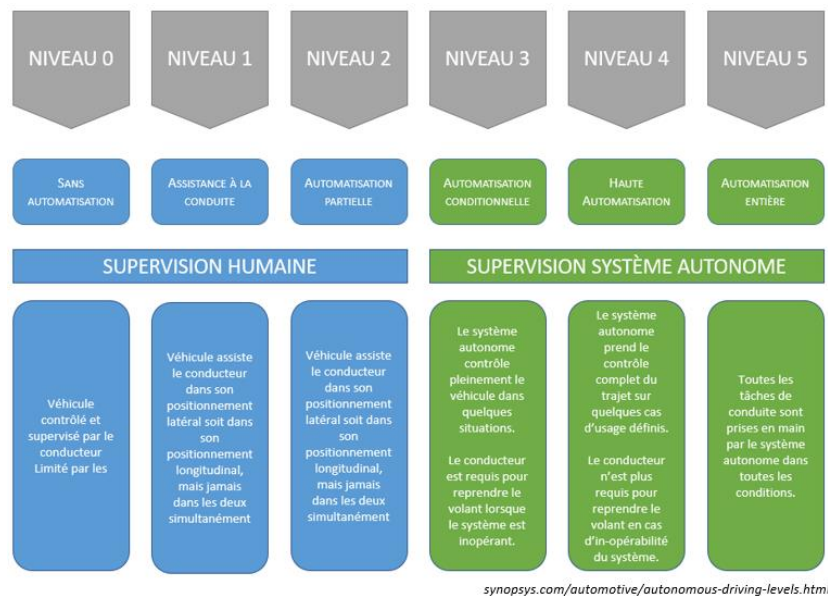 NIVEAU 0
NIVEAU 1
NIVEAU 2
NIVEAU 3
NIVEAU 4
NIVEAU 5
SANS
AUTOMATISATION
ASSISTANCE À LA
CONDUITE
AUTOMATISATION
PARTIELLE
AUTOMATISATION
CONDITIONNELLE
HAUTE
AUTOMATISATION
AUTOMATISATION
ENTIÈRE
SUPERVISION HUMAINE
SUPERVISION SYSTÈME AUTONOME
Véhicule
contrôlé et
supervisé par le
conducteur
Limité par les
Véhicule assiste
le conducteur
dans son
positionnement
latéral soit dans
son
positionnement
longitudinal,
mais jamais
dans les deux
simultanément
Véhicule assiste
le conducteur
dans son
positionnement
latéral soit dans
son
positionnement
longitudinal,
mais jamais
dans les deux
simultanément
Le système
autonome
contrôle
pleinement le
véhicule dans
quelques
situations.
Le conducteur
est requis pour
reprendre le
volant lorsque
le système est
inopérant.
Le système
autonome
prend le
contrôle
complet du
trajet sur
quelques cas
d'usage définis.
Le conducteur
n'est plus
requis pour
reprendre le
volant en cas
d'in-opérabilité
du système.
Toutes les
tâches de
conduite sont
prises en main
par le système
autonome dans
toutes les
conditions.
synopsys.com/automotive/autonomous-driving-levels.html